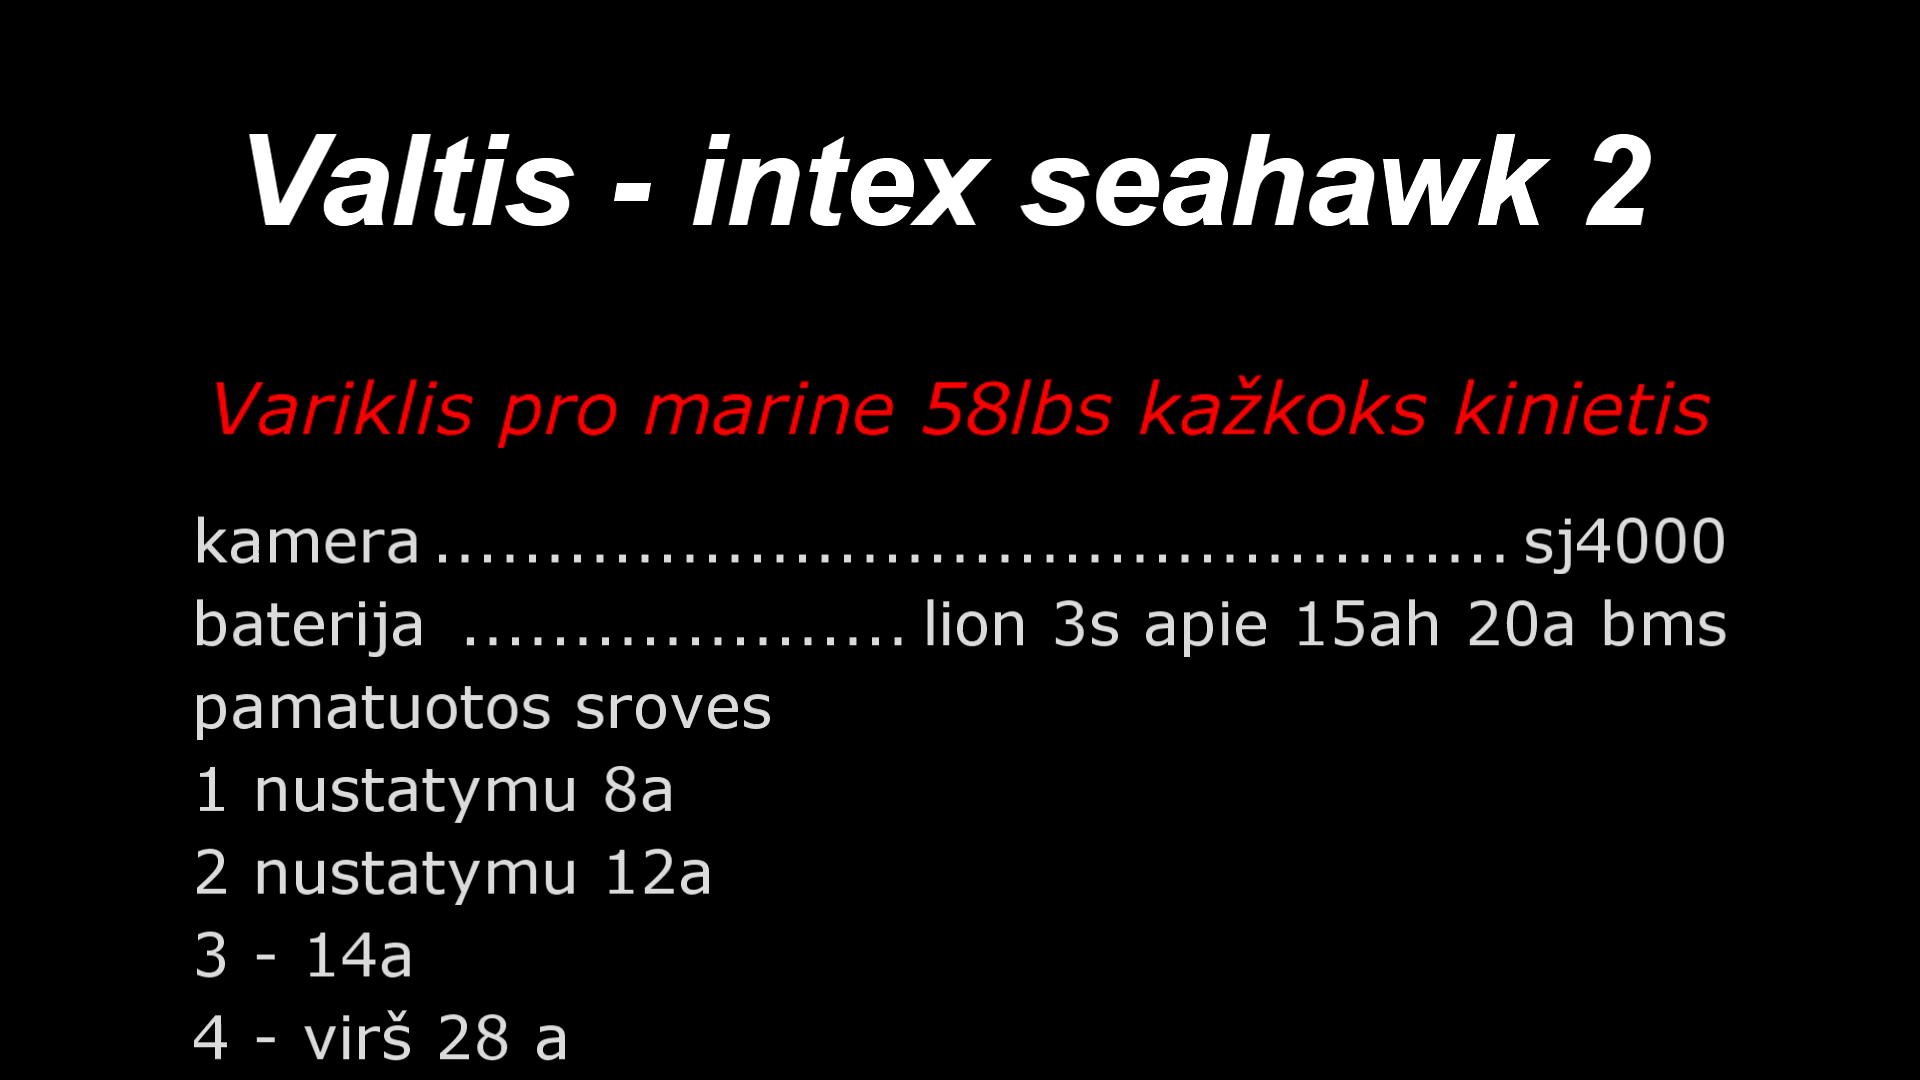 Valtis - intex seahawk 2
Variklis pro marine 58lbs kažkoks kinietis
kamera ................................................ sj4000
baterija .................... lion 3s apie 15ah 20a bms
pamatuotos sroves
1 nustatymu 8a
2 nustatymu 12a
3 - 14a
4 - virš 28 a